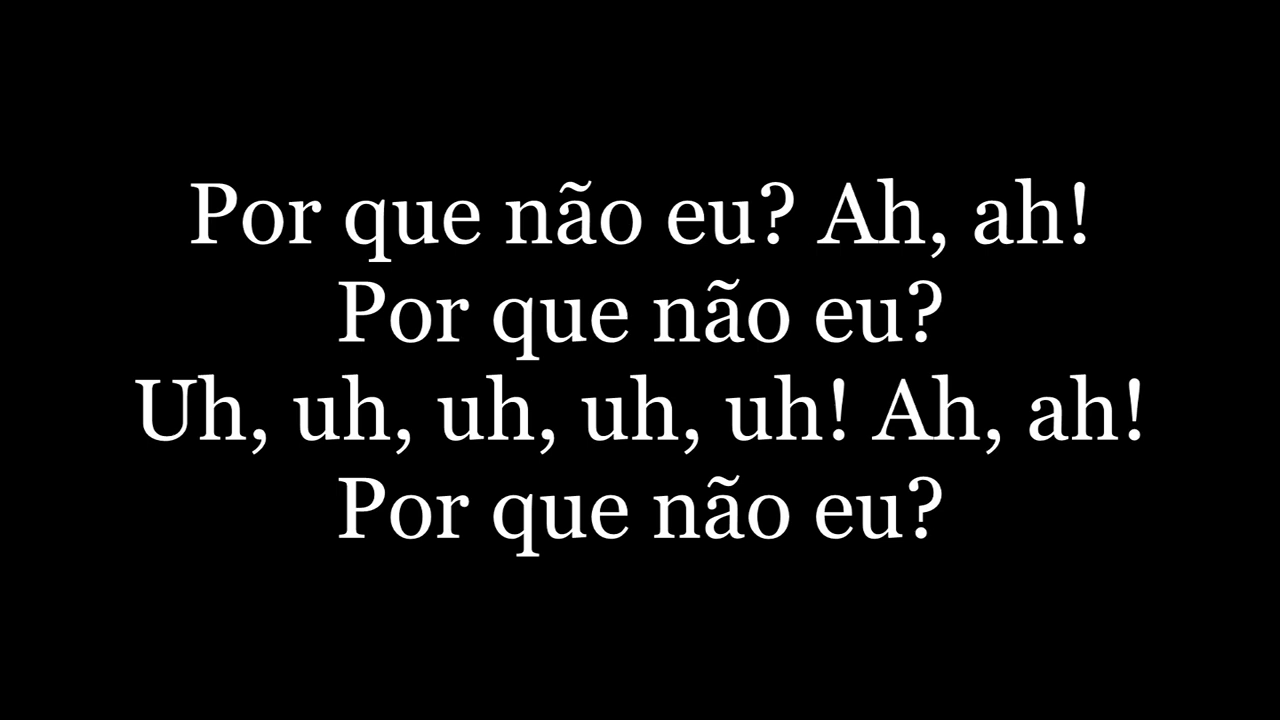 Por que não eu? Ah, ah!
Por que não eu?
Uh, uh, uh, uh, uh! Ah, ah!
Por que não eu?